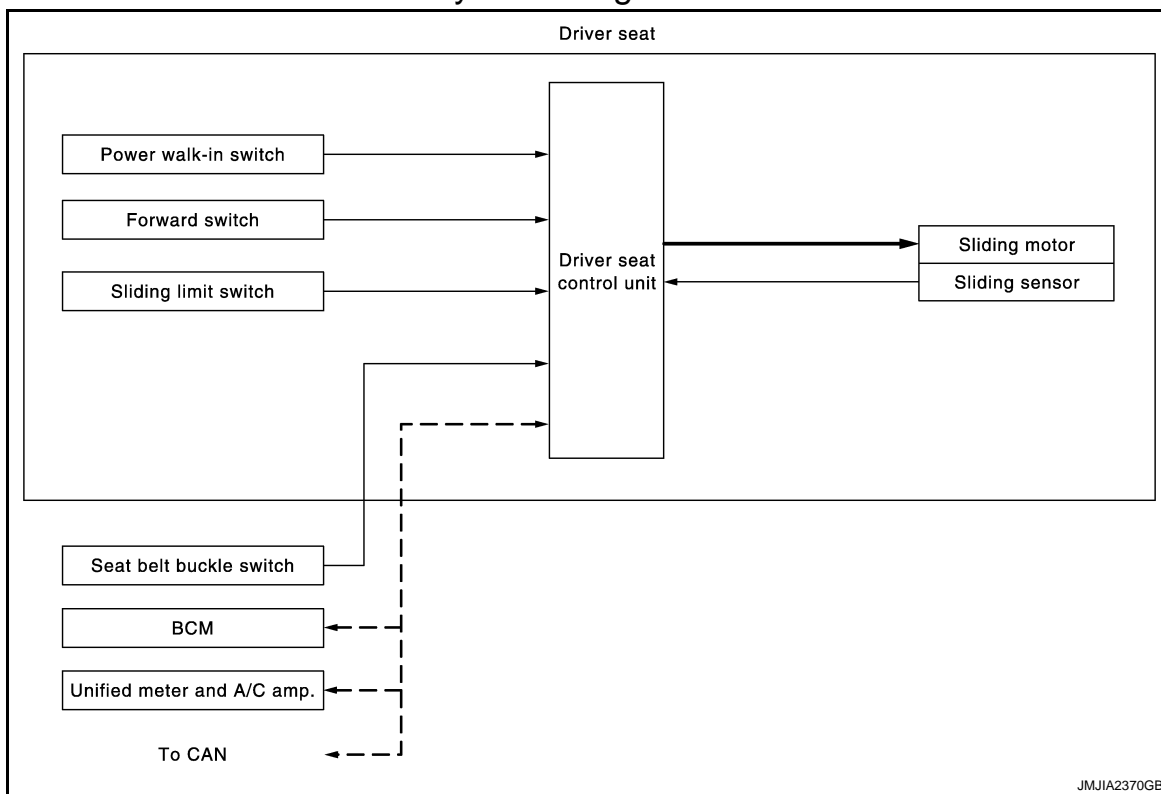 Driver seat
Power walk-in switch
Forward switch
Sliding limit switch
Driver seat
control unit
Sliding motor
Sliding sensor
Seat belt buckle switch
BCM
Unified meter and A/C amp.
To CAN
JMJIA2370GB